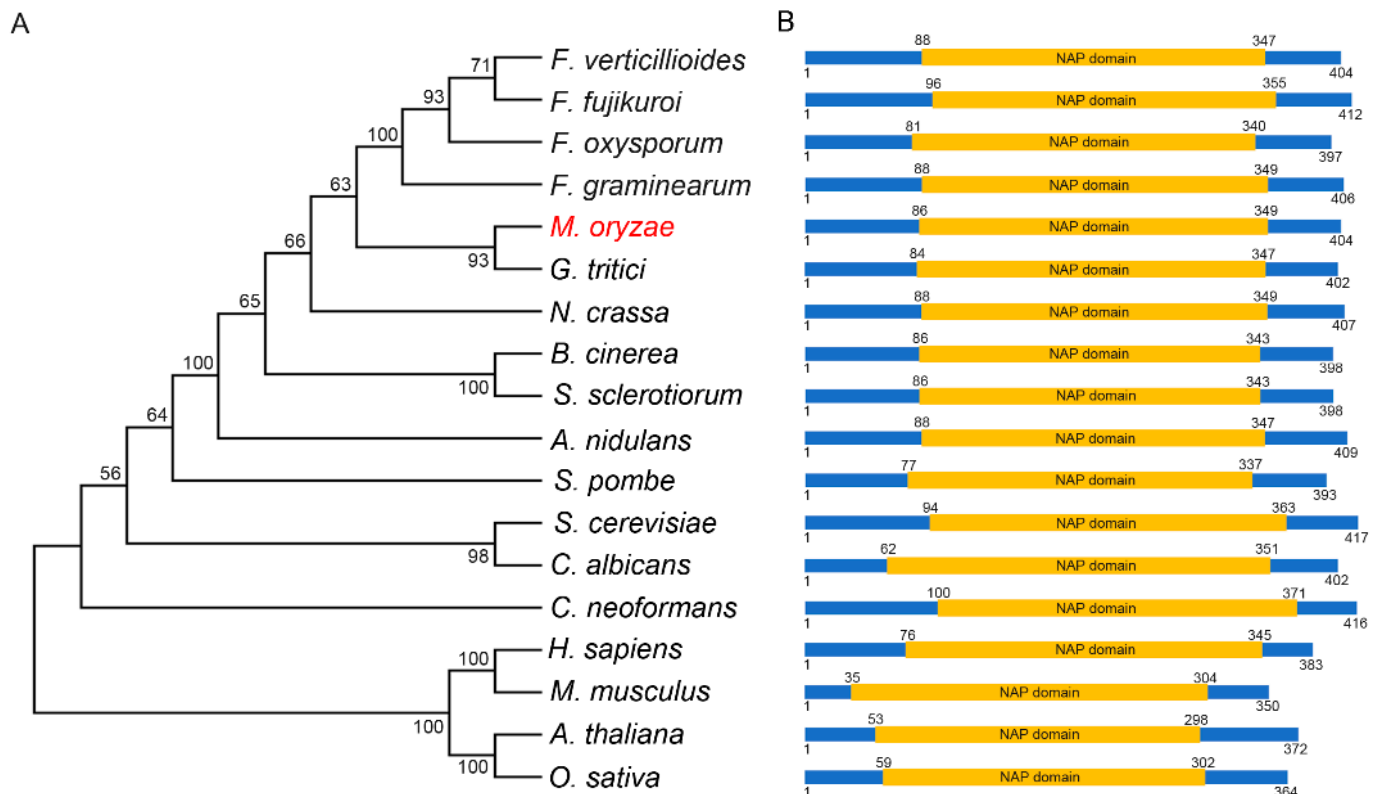 A
B
71
93
100
63
66
93
65
100
100
64
56
98
100
100
100
F. verticillioides
88
347
NAP domain
1
404
F. fujikuroi
96
355
NAP domain
1
412
F. oxysporum
81
340
NAP domain
1
397
F. graminearum
88
349
NAP domain
1
406
M. oryzae
86
349
NAP domain
1
404
G. tritici
84
347
NAP domain
1
402
N. crassa
88
349
NAP domain
1
407
B. cinerea
86
343
NAP domain
1
398
S. sclerotiorum
86
343
NAP domain
1
398
A. nidulans
88
347
NAP domain
1
409
S. pombe
77
337
NAP domain
1
393
S. cerevisiae
94
363
NAP domain
1
417
C. albicans
62
351
NAP domain
1
402
C. neoformans
100
371
NAP domain
1
416
H. sapiens
76
345
NAP domain
1
383
M. musculus
35
304
NAP domain
1
350
A. thaliana
53
298
NAP domain
1
372
O. sativa
59
302
NAP domain
1
364